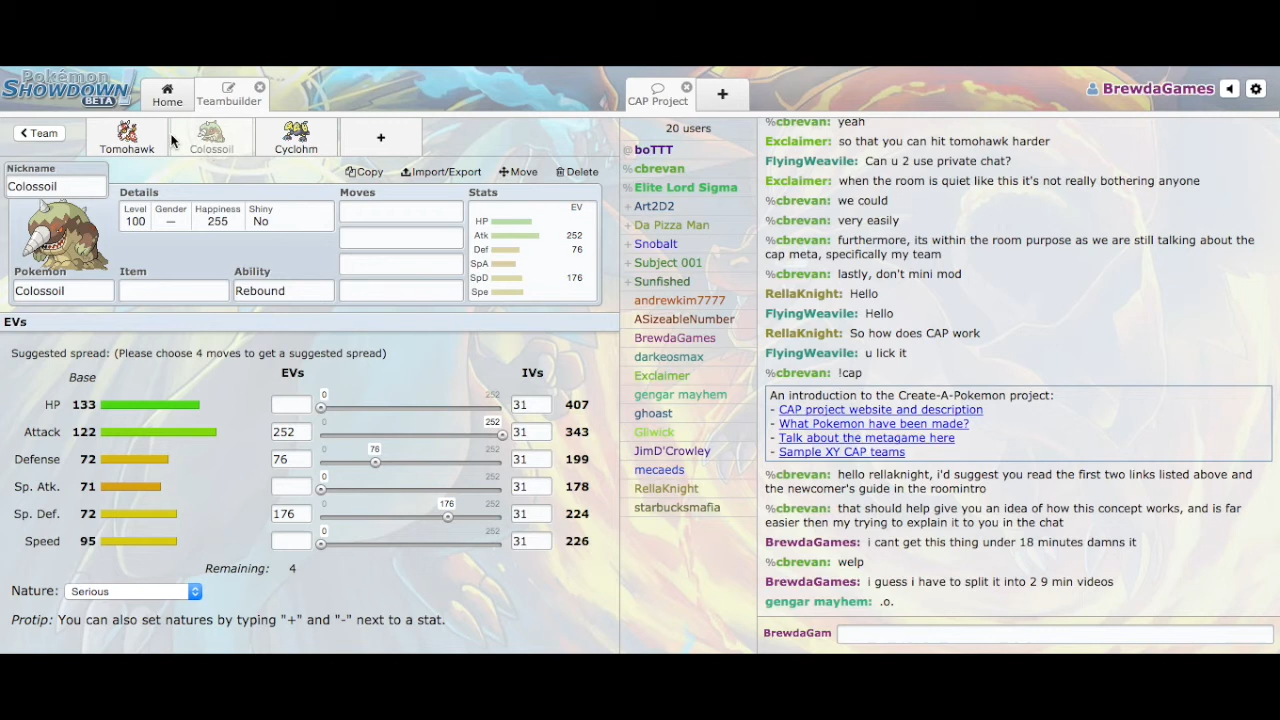 Pokémon
SHOWDOWN
BETA
Home
Teambuilder
CAP Project
+
BrewdaGames
Team
Tomohawk
Colossoil
Cyclohm
+
Copy
Import/Export
Move
Delete
Nickname
Colossoil
Details
Level Gender Happiness Shiny
100 — 255 No
Moves
Stats
EV
HP
Atk 252
Def 76
SpA
SpD 176
Spe
Pokemon Item Ability
Colossoil Rebound
EVs
Suggested spread: (Please choose 4 moves to get a suggested spread)
Base EVs IVs
HP 133 0 252 31 407
Attack 122 252 0 252 31 343
Defense 72 76 0 76 252 31 199
Sp. Atk. 71 0 252 31 178
Sp. Def. 72 176 0 176 252 31 224
Speed 95 0 252 31 226
Remaining: 4
Nature: Serious
Protip: You can also set natures by typing "+" and "-" next to a stat.
20 users
@boTTT
%cbrevan
%Elite Lord Sigma
+Art2D2
+Da Pizza Man
+Snobalt
+Subject 001
+Sunfished
andrewkim7777
ASizeableNumber
BrewdaGames
darkeosmax
Exclaimer
gengar mayhem
ghoast
Gliwick
JimD'Crowley
mecaeds
RellaKnight
starbucksmafia
%cbrevan: yeah
Exclaimer: so that you can hit tomohawk harder
FlyingWeavile: Can u 2 use private chat?
Exclaimer: when the room is quiet like this it's not really bothering anyone
%cbrevan: we could
%cbrevan: very easily
%cbrevan: furthermore, its within the room purpose as we are still talking about the
cap meta, specifically my team
%cbrevan: lastly, don't mini mod
RellaKnight: Hello
FlyingWeavile: Hello
RellaKnight: So how does CAP work
FlyingWeavile: u lick it
%cbrevan: !cap
An introduction to the Create-A-Pokemon project:
- CAP project website and description
- What Pokemon have been made?
- Talk about the metagame here
- Sample XY CAP teams
%cbrevan: hello rellaknight, i'd suggest you read the first two links listed above and
the newcomer's guide in the roomintro
%cbrevan: that should help give you an idea of how this concept works, and is far
easier then my trying to explain it to you in the chat
BrewdaGames: i cant get this thing under 18 minutes damns it
%cbrevan: welp
BrewdaGames: i guess i have to split it into 2 9 min videos
gengar mayhem: .o.
BrewdaGam